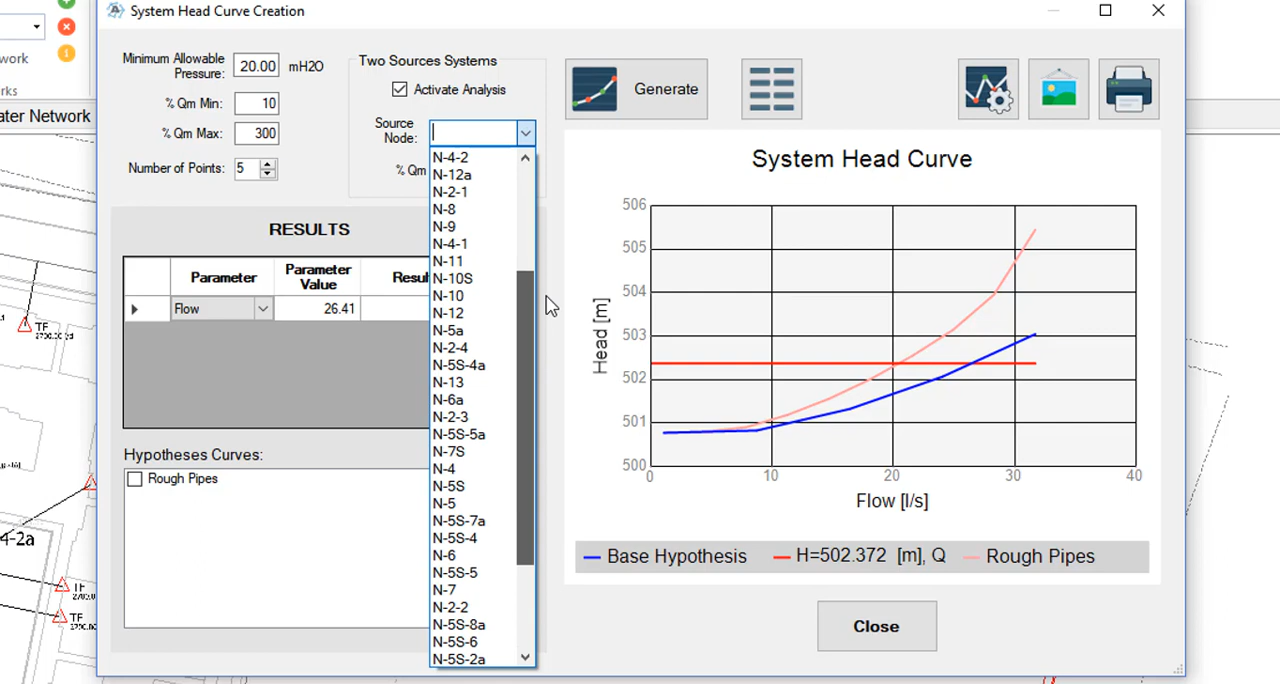 System Head Curve Creation
work
rks
ater Network
Minimum Allowable
Pressure:
20.00 mH2O
% Qm Min: 10
% Qm Max: 300
Number of Points: 5
Two Sources Systems
Activate Analysis
Source
Node:
% Qm
Generate
N-4-2
N-12a
N-2-1
N-8
N-9
N-4-1
N-11
N-10S
N-10
N-12
N-5a
N-2-4
N-5S-4a
N-13
N-6a
N-2-3
N-5S-5a
N-7S
N-4
N-5S
N-5
N-5S-7a
N-5S-4
N-6
N-5S-5
N-7
N-2-2
N-5S-8a
N-5S-6
N-5S-2a
RESULTS
Parameter
Parameter
Value
Resul
Flow 26.41
Hypotheses Curves:
Rough Pipes
System Head Curve
506
505
504
503
502
501
500
Head [m]
0 10 20 30 40
Flow [l/s]
Base Hypothesis H=502.372 [m], Q Rough Pipes
Close
TF
4-2a
TF
TF